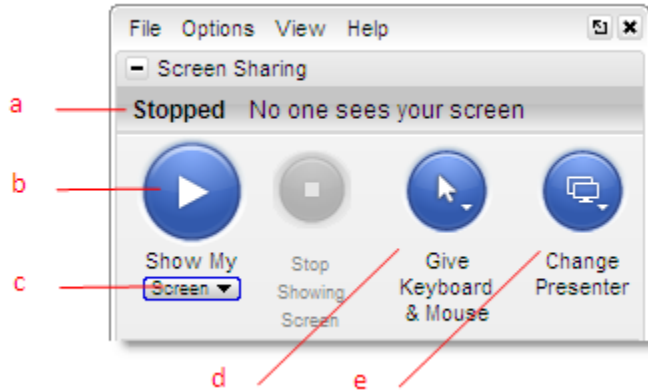 File Options View Help
Screen Sharing
a
Stopped No one sees your screen
b
Show My
Screen
Stop
Showing
Screen
Give
Keyboard
& Mouse
Change
Presenter
c
d
e